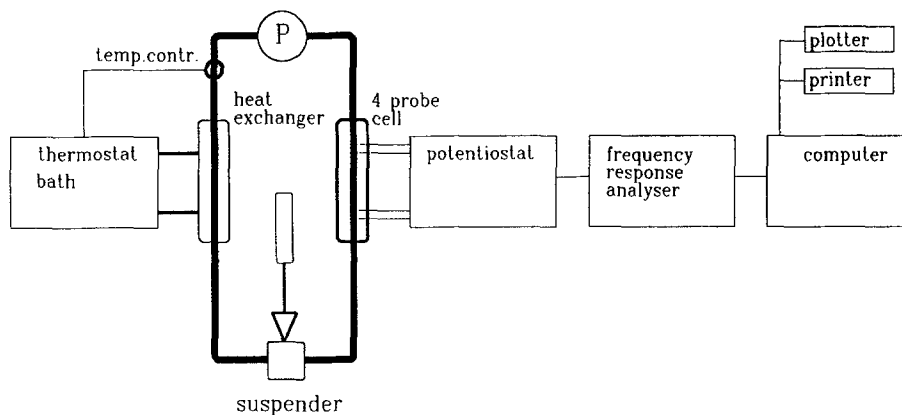 P
plotter
temp.contr.
printer
heat
exchanger
4 probe
cell
thermostat
bath
potentiostat
frequency
response
analyser
computer
suspender